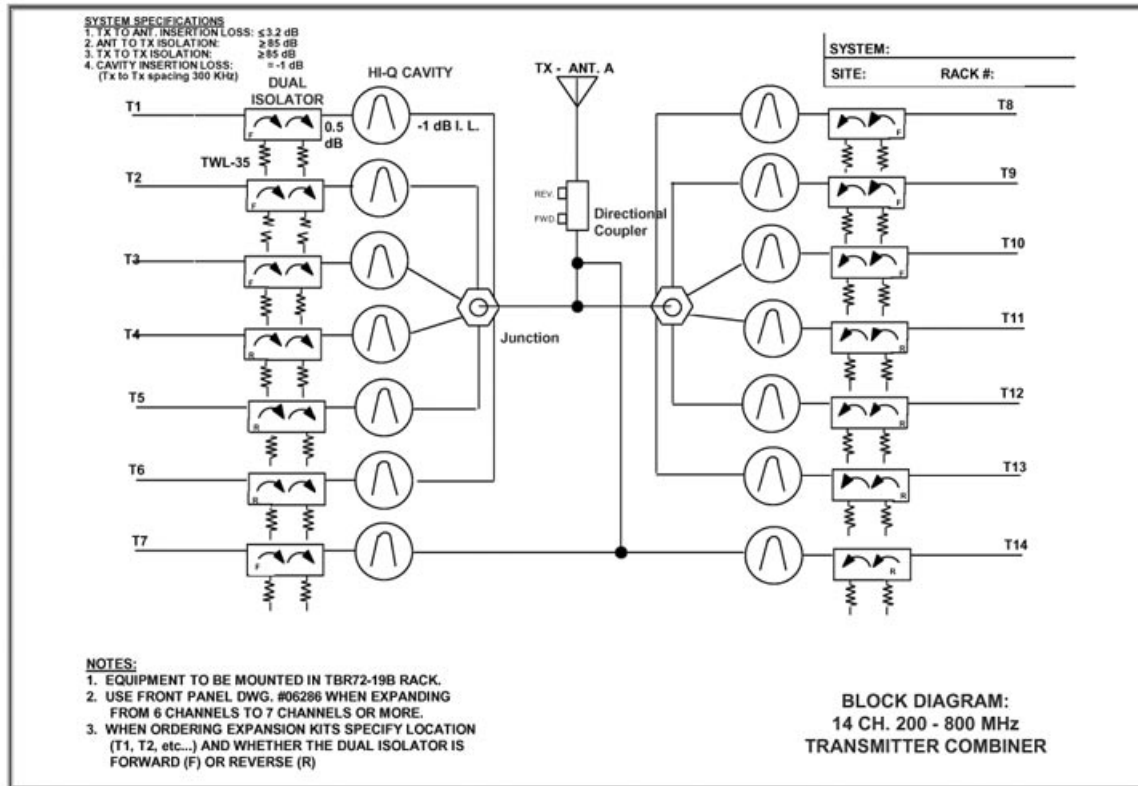 SYSTEM SPECIFICATIONS
1. TX TO ANT. INSERTION LOSS: ≤3.2 dB
2. ANT TO TX ISOLATION: ≥85 dB
3. TX TO TX ISOLATION: ≥85 dB
4. CAVITY INSERTION LOSS: = -1 dB
(Tx to Tx spacing 300 KHz)
DUAL
ISOLATOR
HI-Q CAVITY
TX - ANT. A
SYSTEM:
SITE: RACK #:
T1
F
0.5
dB
-1 dB I. L.
TWL-35
T2
F
T3
F
T4
R
T5
R
T6
R
T7
F
REV.
FWD.
Directional
Coupler
Junction
T8
F
T9
F
T10
F
T11
R
T12
R
T13
R
T14
R
NOTES:
1. EQUIPMENT TO BE MOUNTED IN TBR72-19B RACK.
2. USE FRONT PANEL DWG. #06286 WHEN EXPANDING
FROM 6 CHANNELS TO 7 CHANNELS OR MORE.
3. WHEN ORDERING EXPANSION KITS SPECIFY LOCATION
(T1, T2, etc...) AND WHETHER THE DUAL ISOLATOR IS
FORWARD (F) OR REVERSE (R)
BLOCK DIAGRAM:
14 CH. 200 - 800 MHz
TRANSMITTER COMBINER